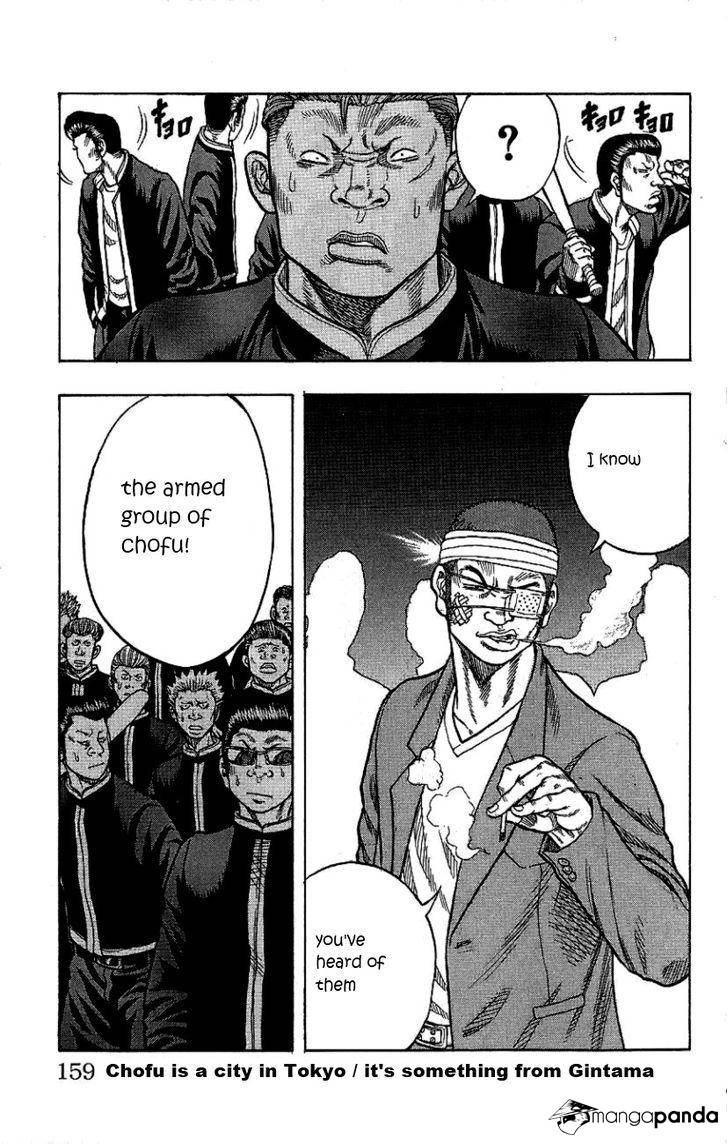 キョロ
?
キョロ キョロ
I know
you've
heard of
them
the armed
group of
chofu!
159 Chofu is a city in Tokyo / it's something from Gintama
mangapanda